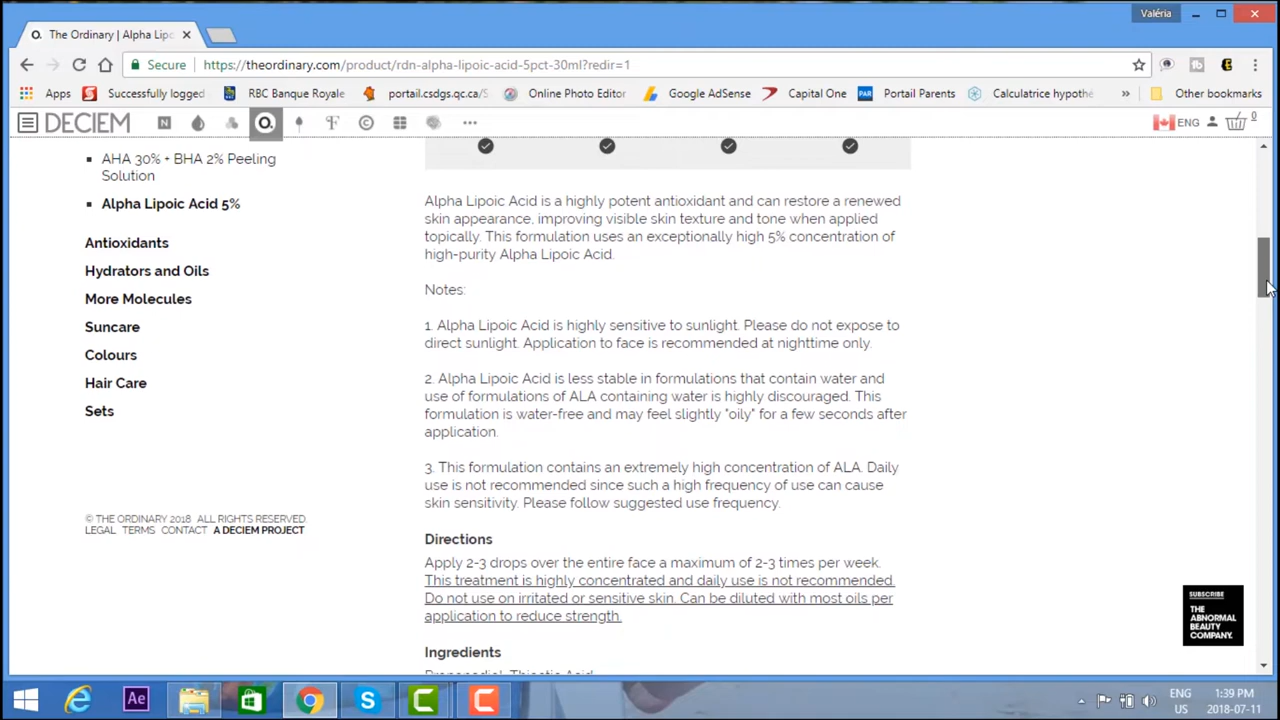 Valéria
O. The Ordinary | Alpha Lipo
Secure https://theordinary.com/product/rdn-alpha-lipoic-acid-5pct-30ml?redir=1
Apps Successfully logged RBC Banque Royale portail.csdgs.qc.ca/S Online Photo Editor Google AdSense Capital One PAR Portail Parents Calculatrice hypothé » Other bookmarks
DECIEM N O. F C ENG 0
AHA 30% + BHA 2% Peeling
Solution
Alpha Lipoic Acid 5%
Antioxidants
Hydrators and Oils
More Molecules
Suncare
Colours
Hair Care
Sets
© THE ORDINARY 2018 ALL RIGHTS RESERVED
LEGAL TERMS CONTACT A DECIEM PROJECT
Alpha Lipoic Acid is a highly potent antioxidant and can restore a renewed
skin appearance, improving visible skin texture and tone when applied
topically. This formulation uses an exceptionally high 5% concentration of
high-purity Alpha Lipoic Acid.
Notes:
1. Alpha Lipoic Acid is highly sensitive to sunlight. Please do not expose to
direct sunlight. Application to face is recommended at nighttime only.
2. Alpha Lipoic Acid is less stable in formulations that contain water and
use of formulations of ALA containing water is highly discouraged. This
formulation is water-free and may feel slightly "oily" for a few seconds after
application.
3. This formulation contains an extremely high concentration of ALA. Daily
use is not recommended since such a high frequency of use can cause
skin sensitivity. Please follow suggested use frequency.
Directions
Apply 2-3 drops over the entire face a maximum of 2-3 times per week.
This treatment is highly concentrated and daily use is not recommended.
Do not use on irritated or sensitive skin. Can be diluted with most oils per
application to reduce strength.
Ingredients
Propanediol, Thioctic Acid
SUBSCRIBE
THE
ABNORMAL
BEAUTY
COMPANY.
Ae
ENG 1:39 PM
US 2018-07-11